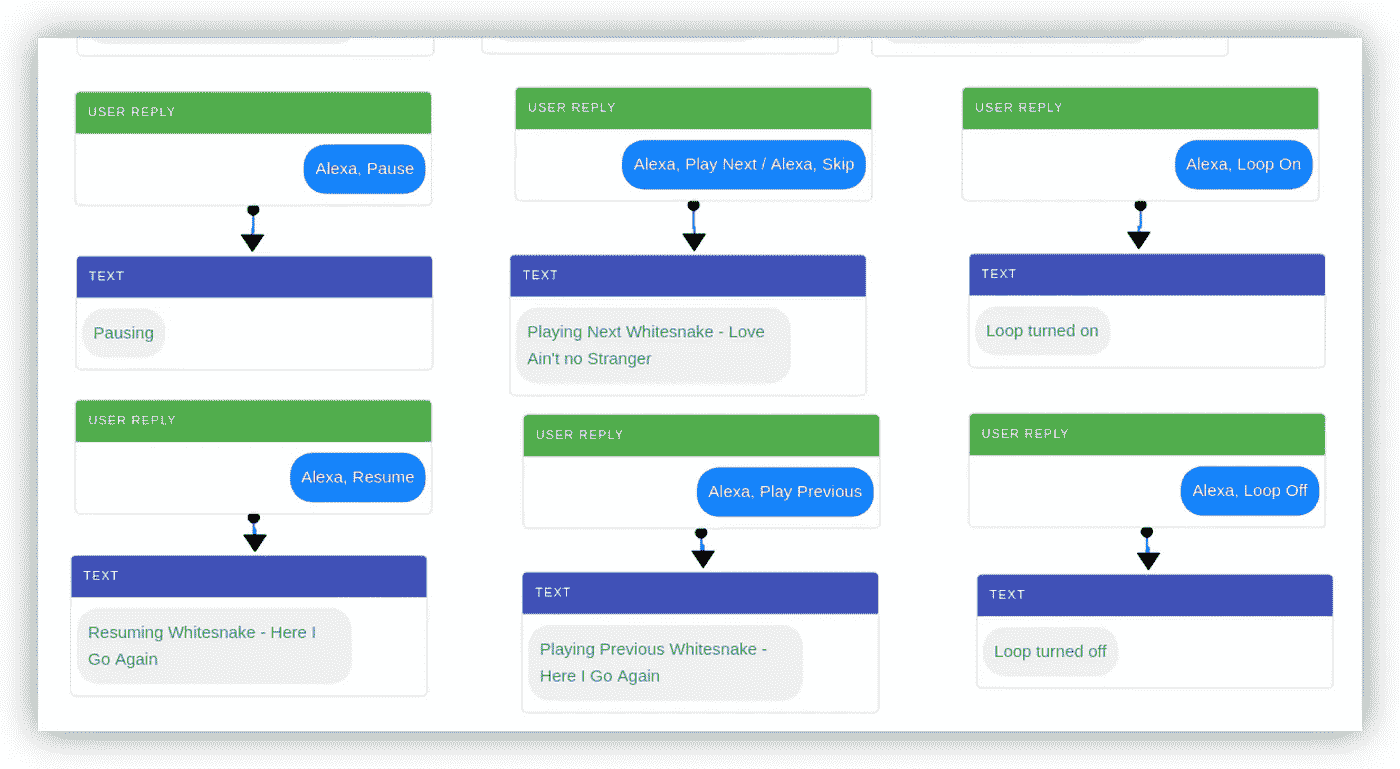 USER REPLY
Alexa, Pause
TEXT
Pausing
USER REPLY
Alexa, Resume
TEXT
Resuming Whitesnake - Here I
Go Again
USER REPLY
Alexa, Play Next / Alexa, Skip
TEXT
Playing Next Whitesnake - Love
Ain't no Stranger
USER REPLY
Alexa, Play Previous
TEXT
Playing Previous Whitesnake -
Here I Go Again
USER REPLY
Alexa, Loop On
TEXT
Loop turned on
USER REPLY
Alexa, Loop Off
TEXT
Loop turned off